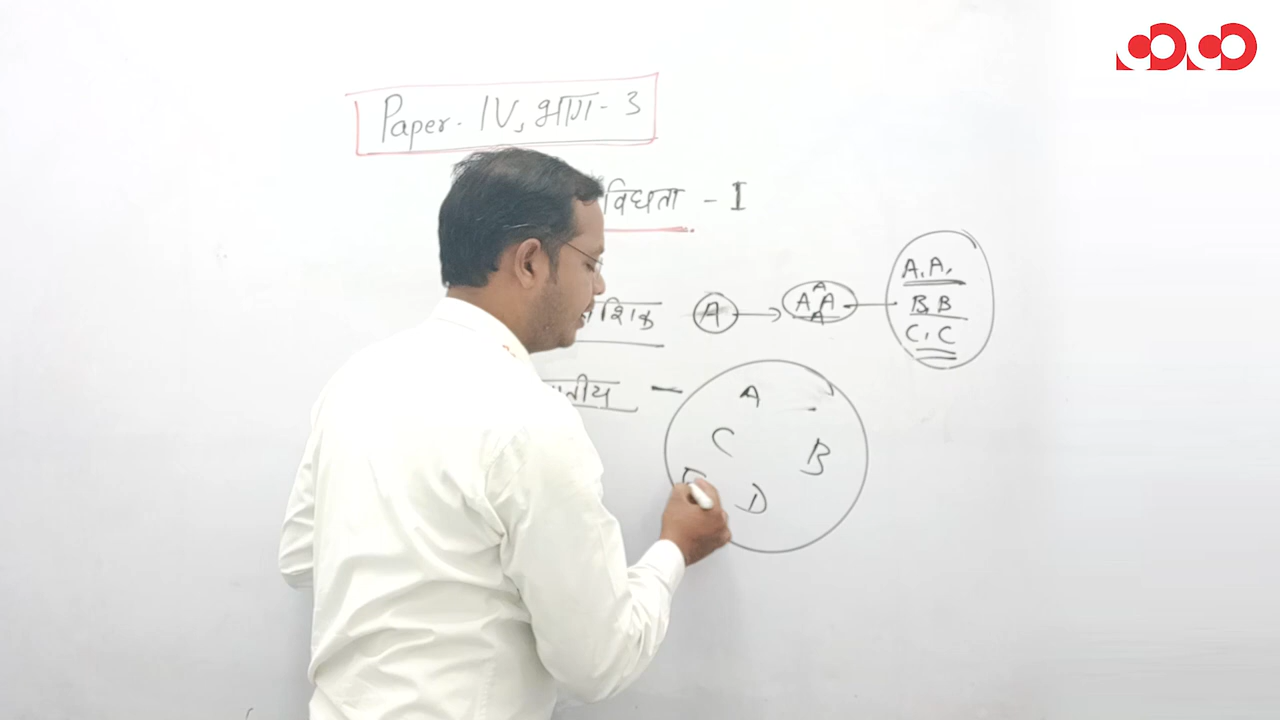 Paper - IV, भाग - 3
विधता - I
शिक A → A A A A — A, A,
B B
C, C
तीय — A
C B
E D